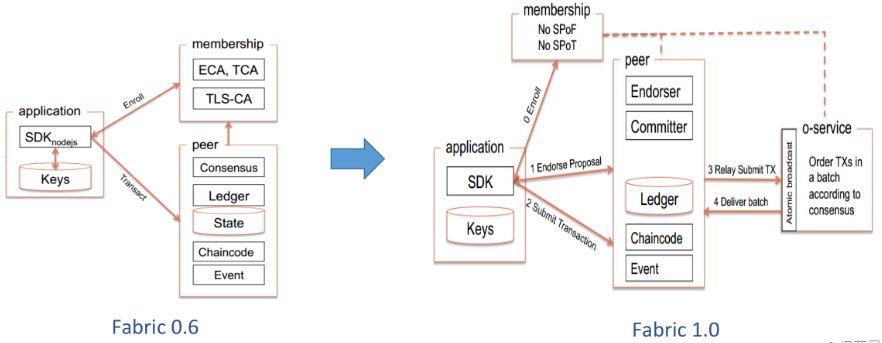 membership
ECA, TCA
TLS-CA
Enroll
application
SDKnodejs
Keys
Transact
peer
Consensus
Ledger
State
Chaincode
Event
Fabric 0.6
membership
No SPoF
No SPoT
0 Enroll
application
SDK
Keys
1 Endorse Proposal
2 Submit Transaction
peer
Endorser
Committer
Ledger
Chaincode
Event
3 Relay Submit TX
4 Deliver batch
o-service
Atomic broadcast
Order TXs in
a batch
according to
consensus
Fabric 1.0